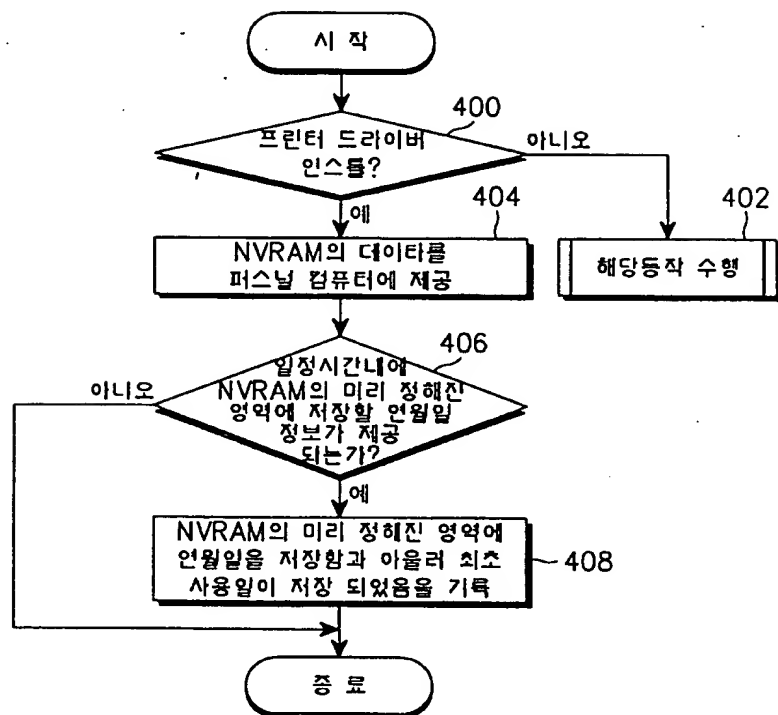 시 작
400
프린터 드라이버
인스톨?
아니오
예
404
402
NVRAM의 데이타를
퍼스널 컴퓨터에 제공
해당동작 수행
406
아니오
일정시간내에
NVRAM의 미리 정해진
영역에 저장할 연월일
정보가 제공
되는가?
예
NVRAM의 미리 정해진 영역에
연월일을 저장함과 아울러 최초
사용일이 저장 되었음을 기록
408
종 료